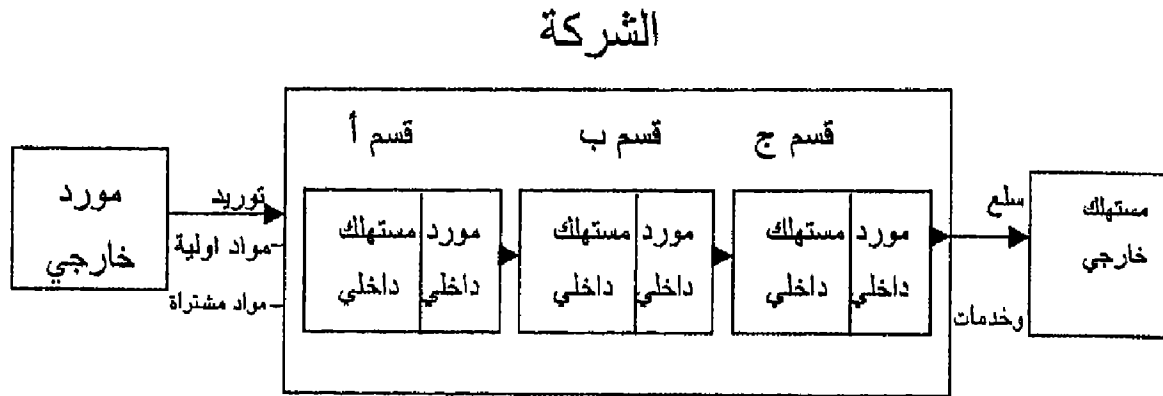 الشركة
قسم أ
قسم ب
قسم ج
مورد
خارجي
توريد
مواد اولية
مواد مشتراة
مستهلك
داخلي
مورد
داخلي
مستهلك
داخلي
مورد
داخلي
مستهلك
داخلي
مورد
داخلي
سلع
وخدمات
مستهلك
خارجي